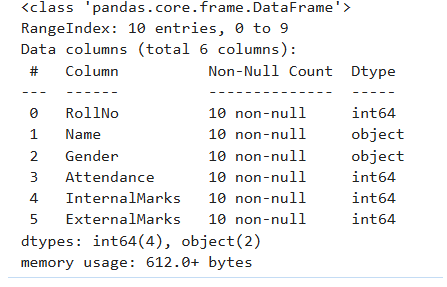 <class 'pandas.core.frame.DataFrame'>
RangeIndex: 10 entries, 0 to 9
Data columns (total 6 columns):
 #   Column         Non-Null Count  Dtype
---  ------         --------------  -----
 0   RollNo         10 non-null     int64
 1   Name           10 non-null     object
 2   Gender         10 non-null     object
 3   Attendance     10 non-null     int64
 4   InternalMarks  10 non-null     int64
 5   ExternalMarks  10 non-null     int64
dtypes: int64(4), object(2)
memory usage: 612.0+ bytes